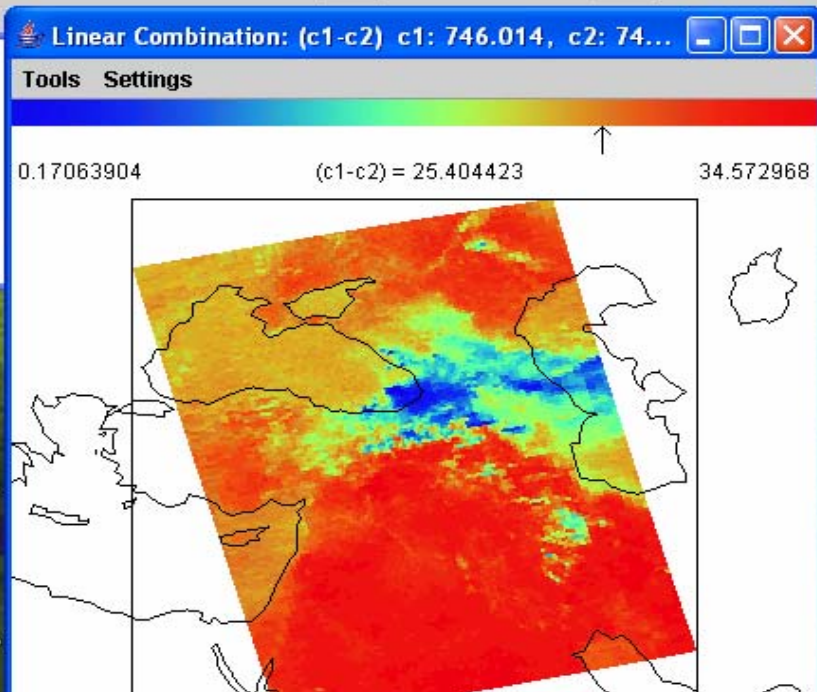 Linear Combination: (c1-c2) c1: 746.014, c2: 74...
Tools Settings
0.17063904 (c1-c2) = 25.404423 34.572968